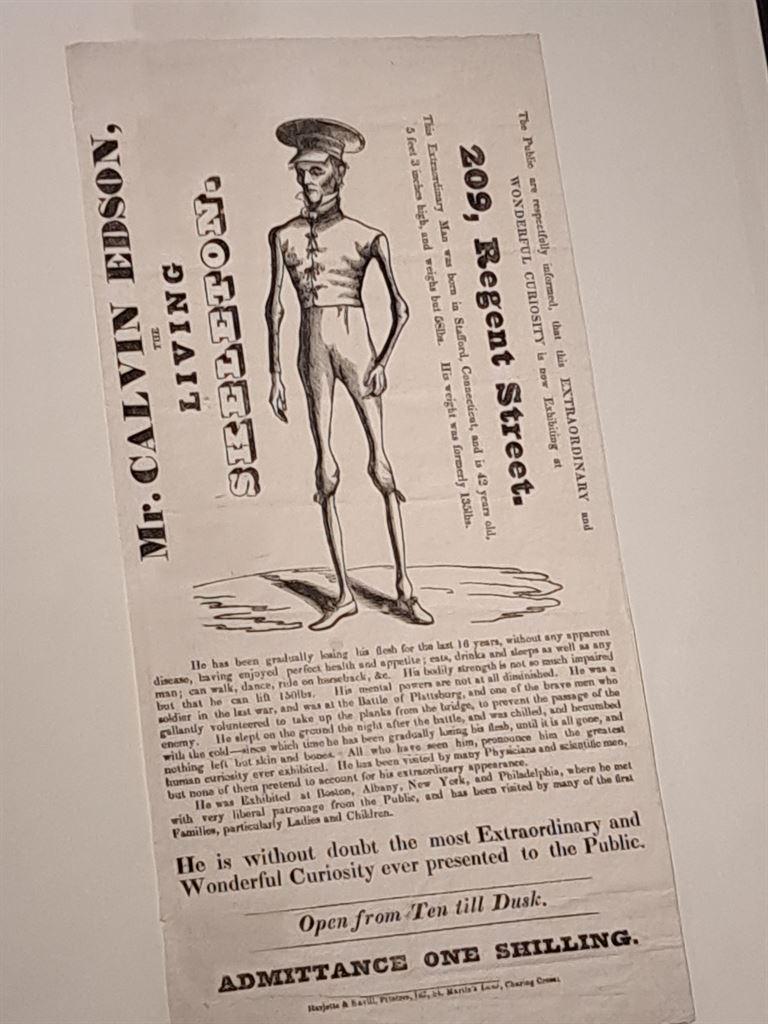 Mr. CALVIN EDSON,
THE
LIVING
SKELETON.
This Extraordinary Man was born in Stafford, Connecticut, and is 42 years old,
5 feet 3 inches high, and weighs but 58lbs. His weight was formerly 135lbs.
209, Regent Street.
The Public are respectfully informed, that this EXTRAORDINARY and
WONDERFUL CURIOSITY is now Exhibiting at
He has been gradually losing his flesh for the last 16 years, without any apparent
disease, having enjoyed perfect health and appetite; eats, drinks and sleeps as well as any
man; can walk, dance, ride on horseback, &c. His bodily strength is not so much impaired
but that he can lift 150lbs. His mental powers are not at all diminished. He was a
soldier in the last war, and was at the Battle of Plattsburg, and one of the brave men who
gallantly volunteered to take up the planks from the bridge, to prevent the passage of the
enemy. He slept on the ground the night after the battle, and was chilled, and benumbed
with the cold—since which time he has been gradually losing his flesh, until it is all gone, and
nothing left but skin and bones. All who have seen him, pronounce him the greatest
human curiosity ever exhibited. He has been visited by many Physicians and scientific men,
but none of them pretend to account for his extraordinary appearance.
He was Exhibited at Boston, Albany, New York, and Philadelphia, where he met
with very liberal patronage from the Public, and has been visited by many of the first
Families, particularly Ladies and Children.
He is without doubt the most Extraordinary and
Wonderful Curiosity ever presented to the Public.
Open from Ten till Dusk.
ADMITTANCE ONE SHILLING.
& Savill, Printers, St. Martin's Lane, Charing Cross.